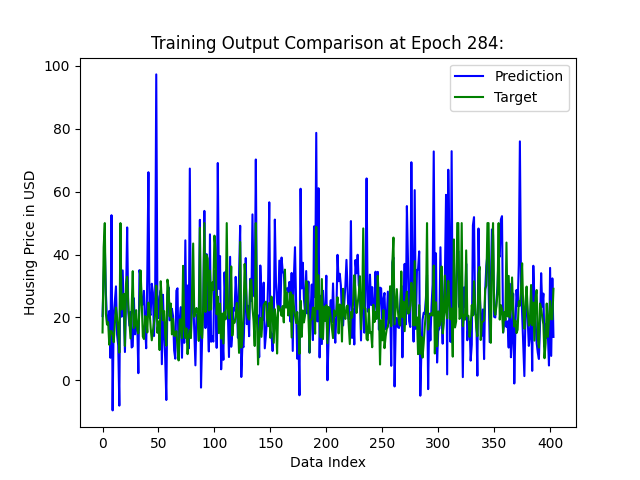 Training Output Comparison at Epoch 284:
Prediction
Target
Housing Price in USD
100
80
60
40
20
0
0 50 100 150 200 250 300 350 400
Data Index